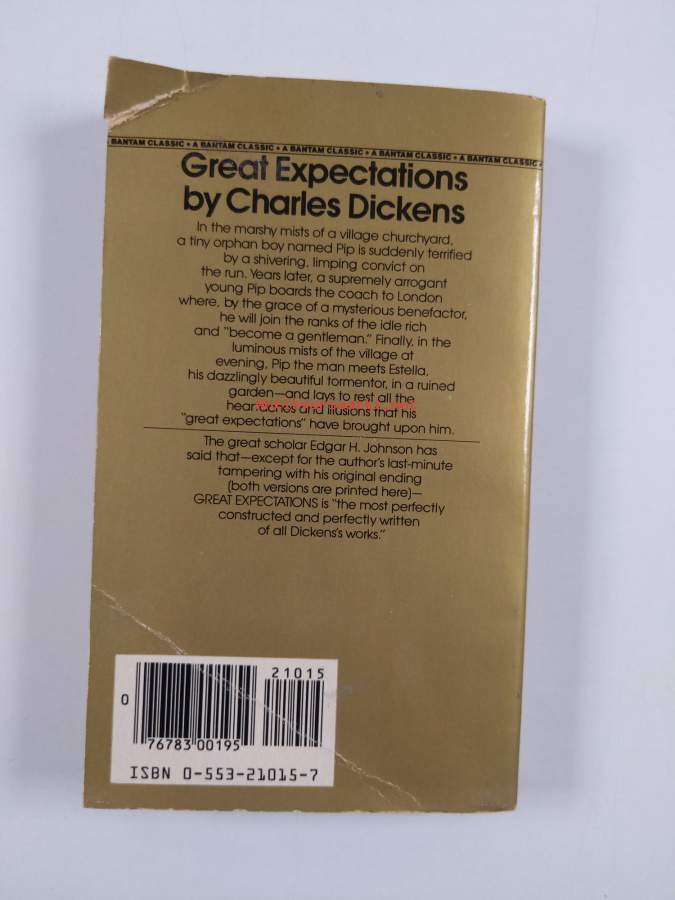 BANTAM CLASSIC • A BANTAM CLASSIC • A BANTAM CLASSIC • A BANTAM CLASSIC • A BANTAM CLASSIC •
Great Expectations
by Charles Dickens
In the marshy mists of a village churchyard,
a tiny orphan boy named Pip is suddenly terrified
by a shivering, limping convict on
the run. Years later, a supremely arrogant
young Pip boards the coach to London
where, by the grace of a mysterious benefactor,
he will join the ranks of the idle rich
and "become a gentleman." Finally, in the
luminous mists of the village at
evening, Pip the man meets Estella,
his dazzlingly beautiful tormentor, in a ruined
garden—and lays to rest all the
heartaches and illusions that his
"great expectations" have brought upon him.
The great scholar Edgar H. Johnson has
said that—except for the author's last-minute
tampering with his original ending
(both versions are printed here)—
GREAT EXPECTATIONS is "the most perfectly
constructed and perfectly written
of all Dickens's works."
21015
0
76783 00195
ISBN 0-553-21015-7